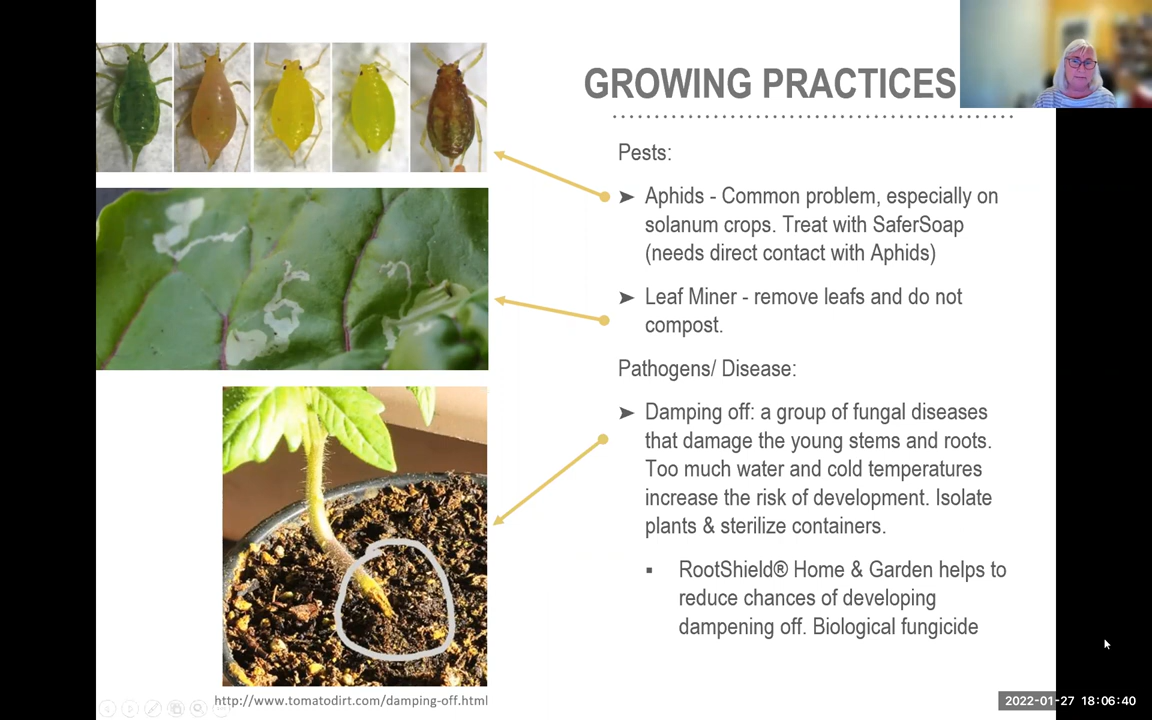 GROWING PRACTICES
Pests:
➤ Aphids - Common problem, especially on
solanum crops. Treat with SaferSoap
(needs direct contact with Aphids)
➤ Leaf Miner - remove leafs and do not
compost.
Pathogens/ Disease:
➤ Damping off: a group of fungal diseases
that damage the young stems and roots.
Too much water and cold temperatures
increase the risk of development. Isolate
plants & sterilize containers.
▪ RootShield® Home & Garden helps to
reduce chances of developing
dampening off. Biological fungicide
http://www.tomatodirt.com/damping-off.html
2022-01-27 18:06:40